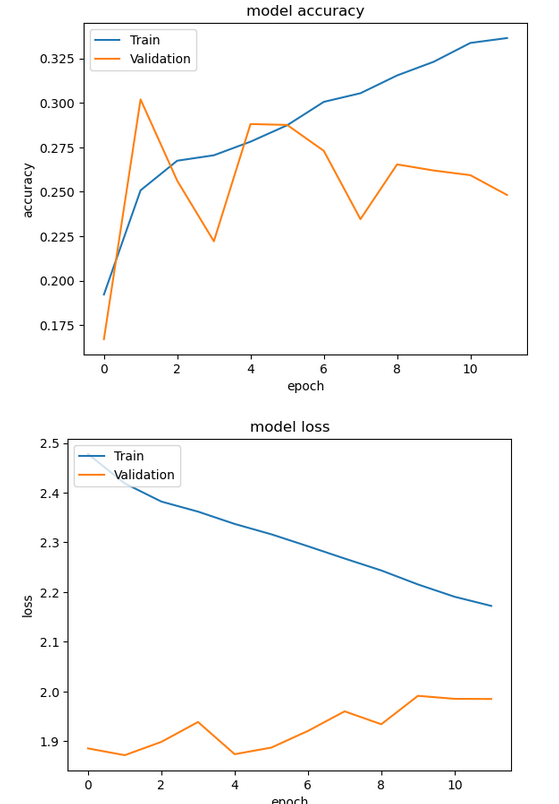 model accuracy
Train
Validation
0.325
0.300
0.275
0.250
0.225
0.200
0.175
accuracy
0 2 4 6 8 10
epoch
model loss
Train
Validation
2.5
2.4
2.3
2.2
2.1
2.0
1.9
loss
0 2 4 6 8 10
epoch